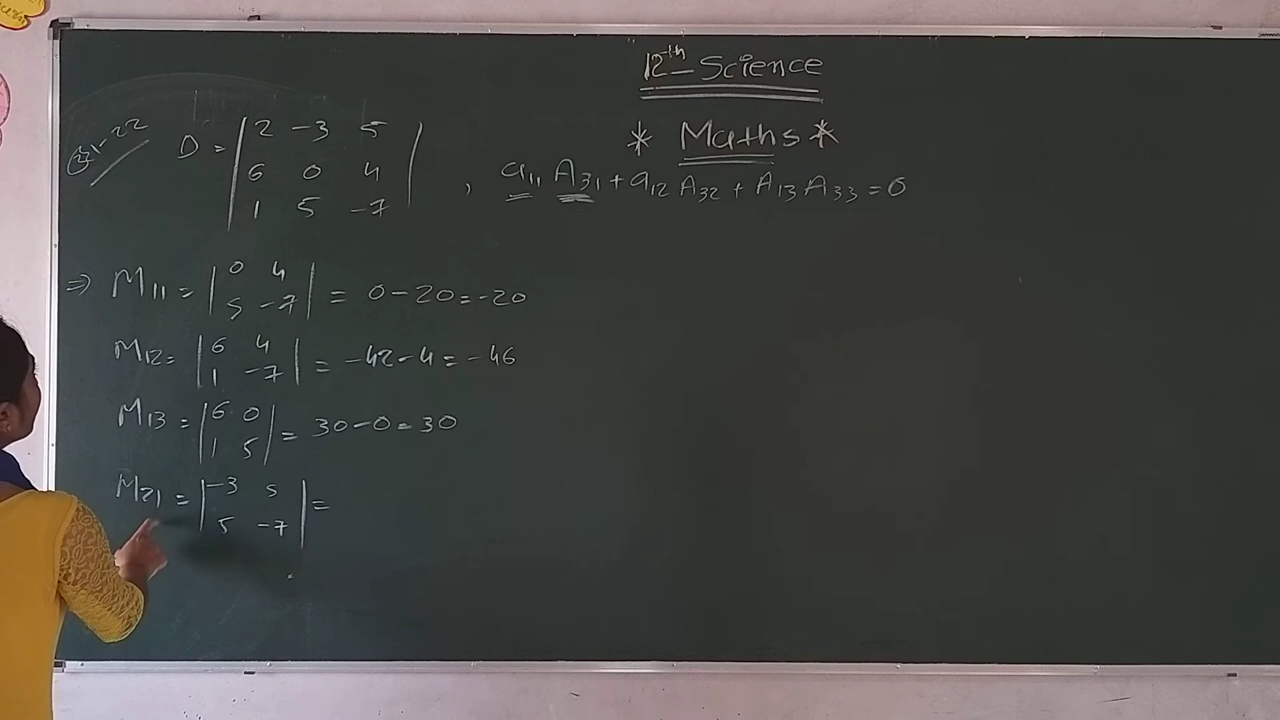 12th Science
* Maths *
21-22
D = | 2 -3 5 |
| 6 0 4 |
| 1 5 -7 |
, a11 A31 + a12 A32 + A13 A33 = 0
⇒ M11 = | 0 4 |
| 5 -7 | = 0 - 20 = -20
M12 = | 6 4 |
| 1 -7 | = -42 - 4 = -46
M13 = | 6 0 |
| 1 5 | = 30 - 0 = 30
M21 = | -3 5 |
| 5 -7 | =